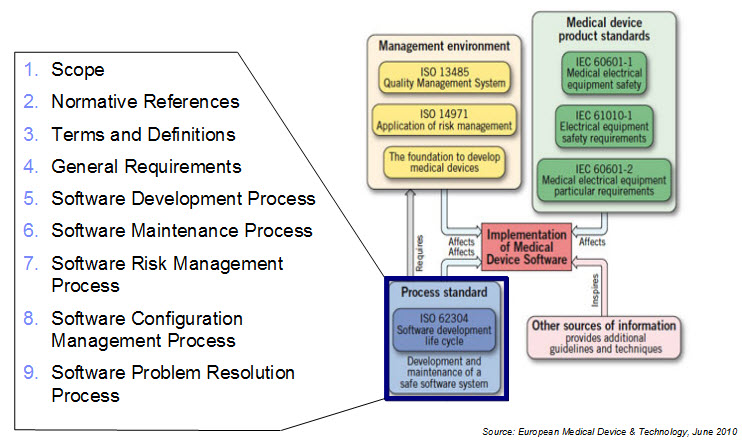 1. Scope
2. Normative References
3. Terms and Definitions
4. General Requirements
5. Software Development Process
6. Software Maintenance Process
7. Software Risk Management
Process
8. Software Configuration
Management Process
9. Software Problem Resolution
Process
Management environment
ISO 13485
Quality Management System
ISO 14971
Application of risk management
The foundation to develop
medical devices
Medical device
product standards
IEC 60601-1
Medical electrical
equipment safety
IEC 61010-1
Electrical equipment
safety requirements
IEC 60601-2
Medical electrical equipment
particular requirements
Requires
Affects
Affects
Implementation
of Medical
Device Software
Affects
Inspires
Process standard
ISO 62304
Software development
life cycle
Development and
maintenance of a
safe software system
Other sources of information
provides additional
guidelines and techniques
Source: European Medical Device & Technology, June 2010